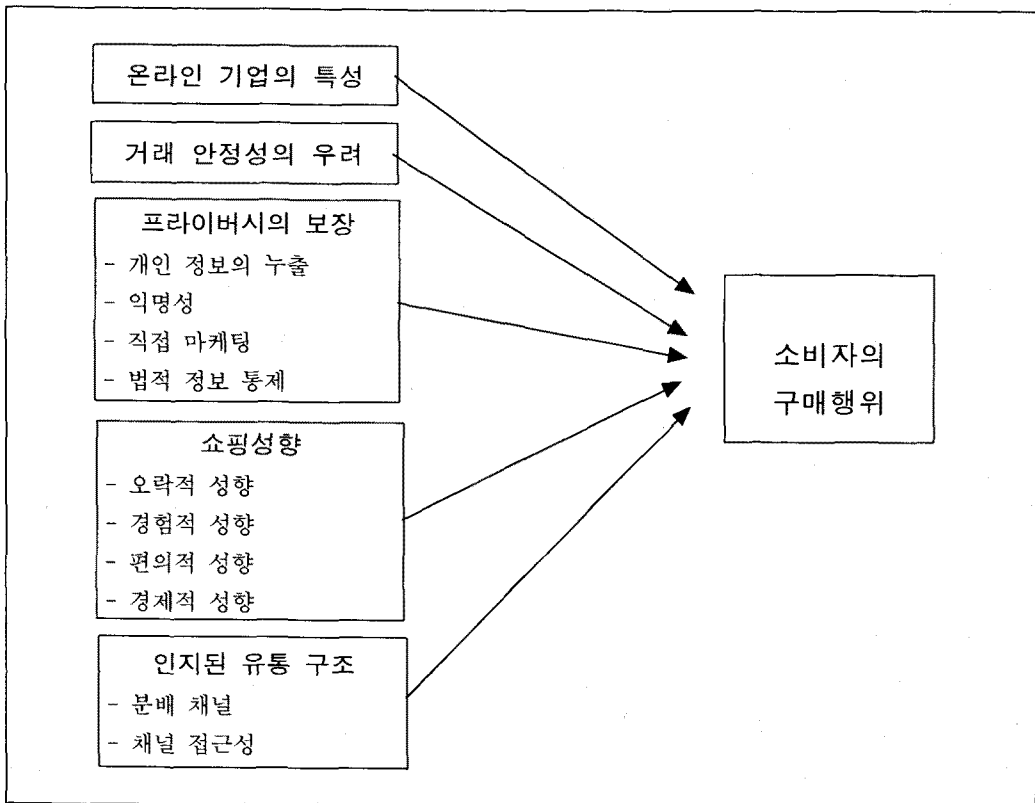 온라인 기업의 특성
거래 안정성의 우려
프라이버시의 보장
- 개인 정보의 누출
- 익명성
- 직접 마케팅
- 법적 정보 통제
쇼핑성향
- 오락적 성향
- 경험적 성향
- 편의적 성향
- 경제적 성향
인지된 유통 구조
- 분배 채널
- 채널 접근성
소비자의
구매행위